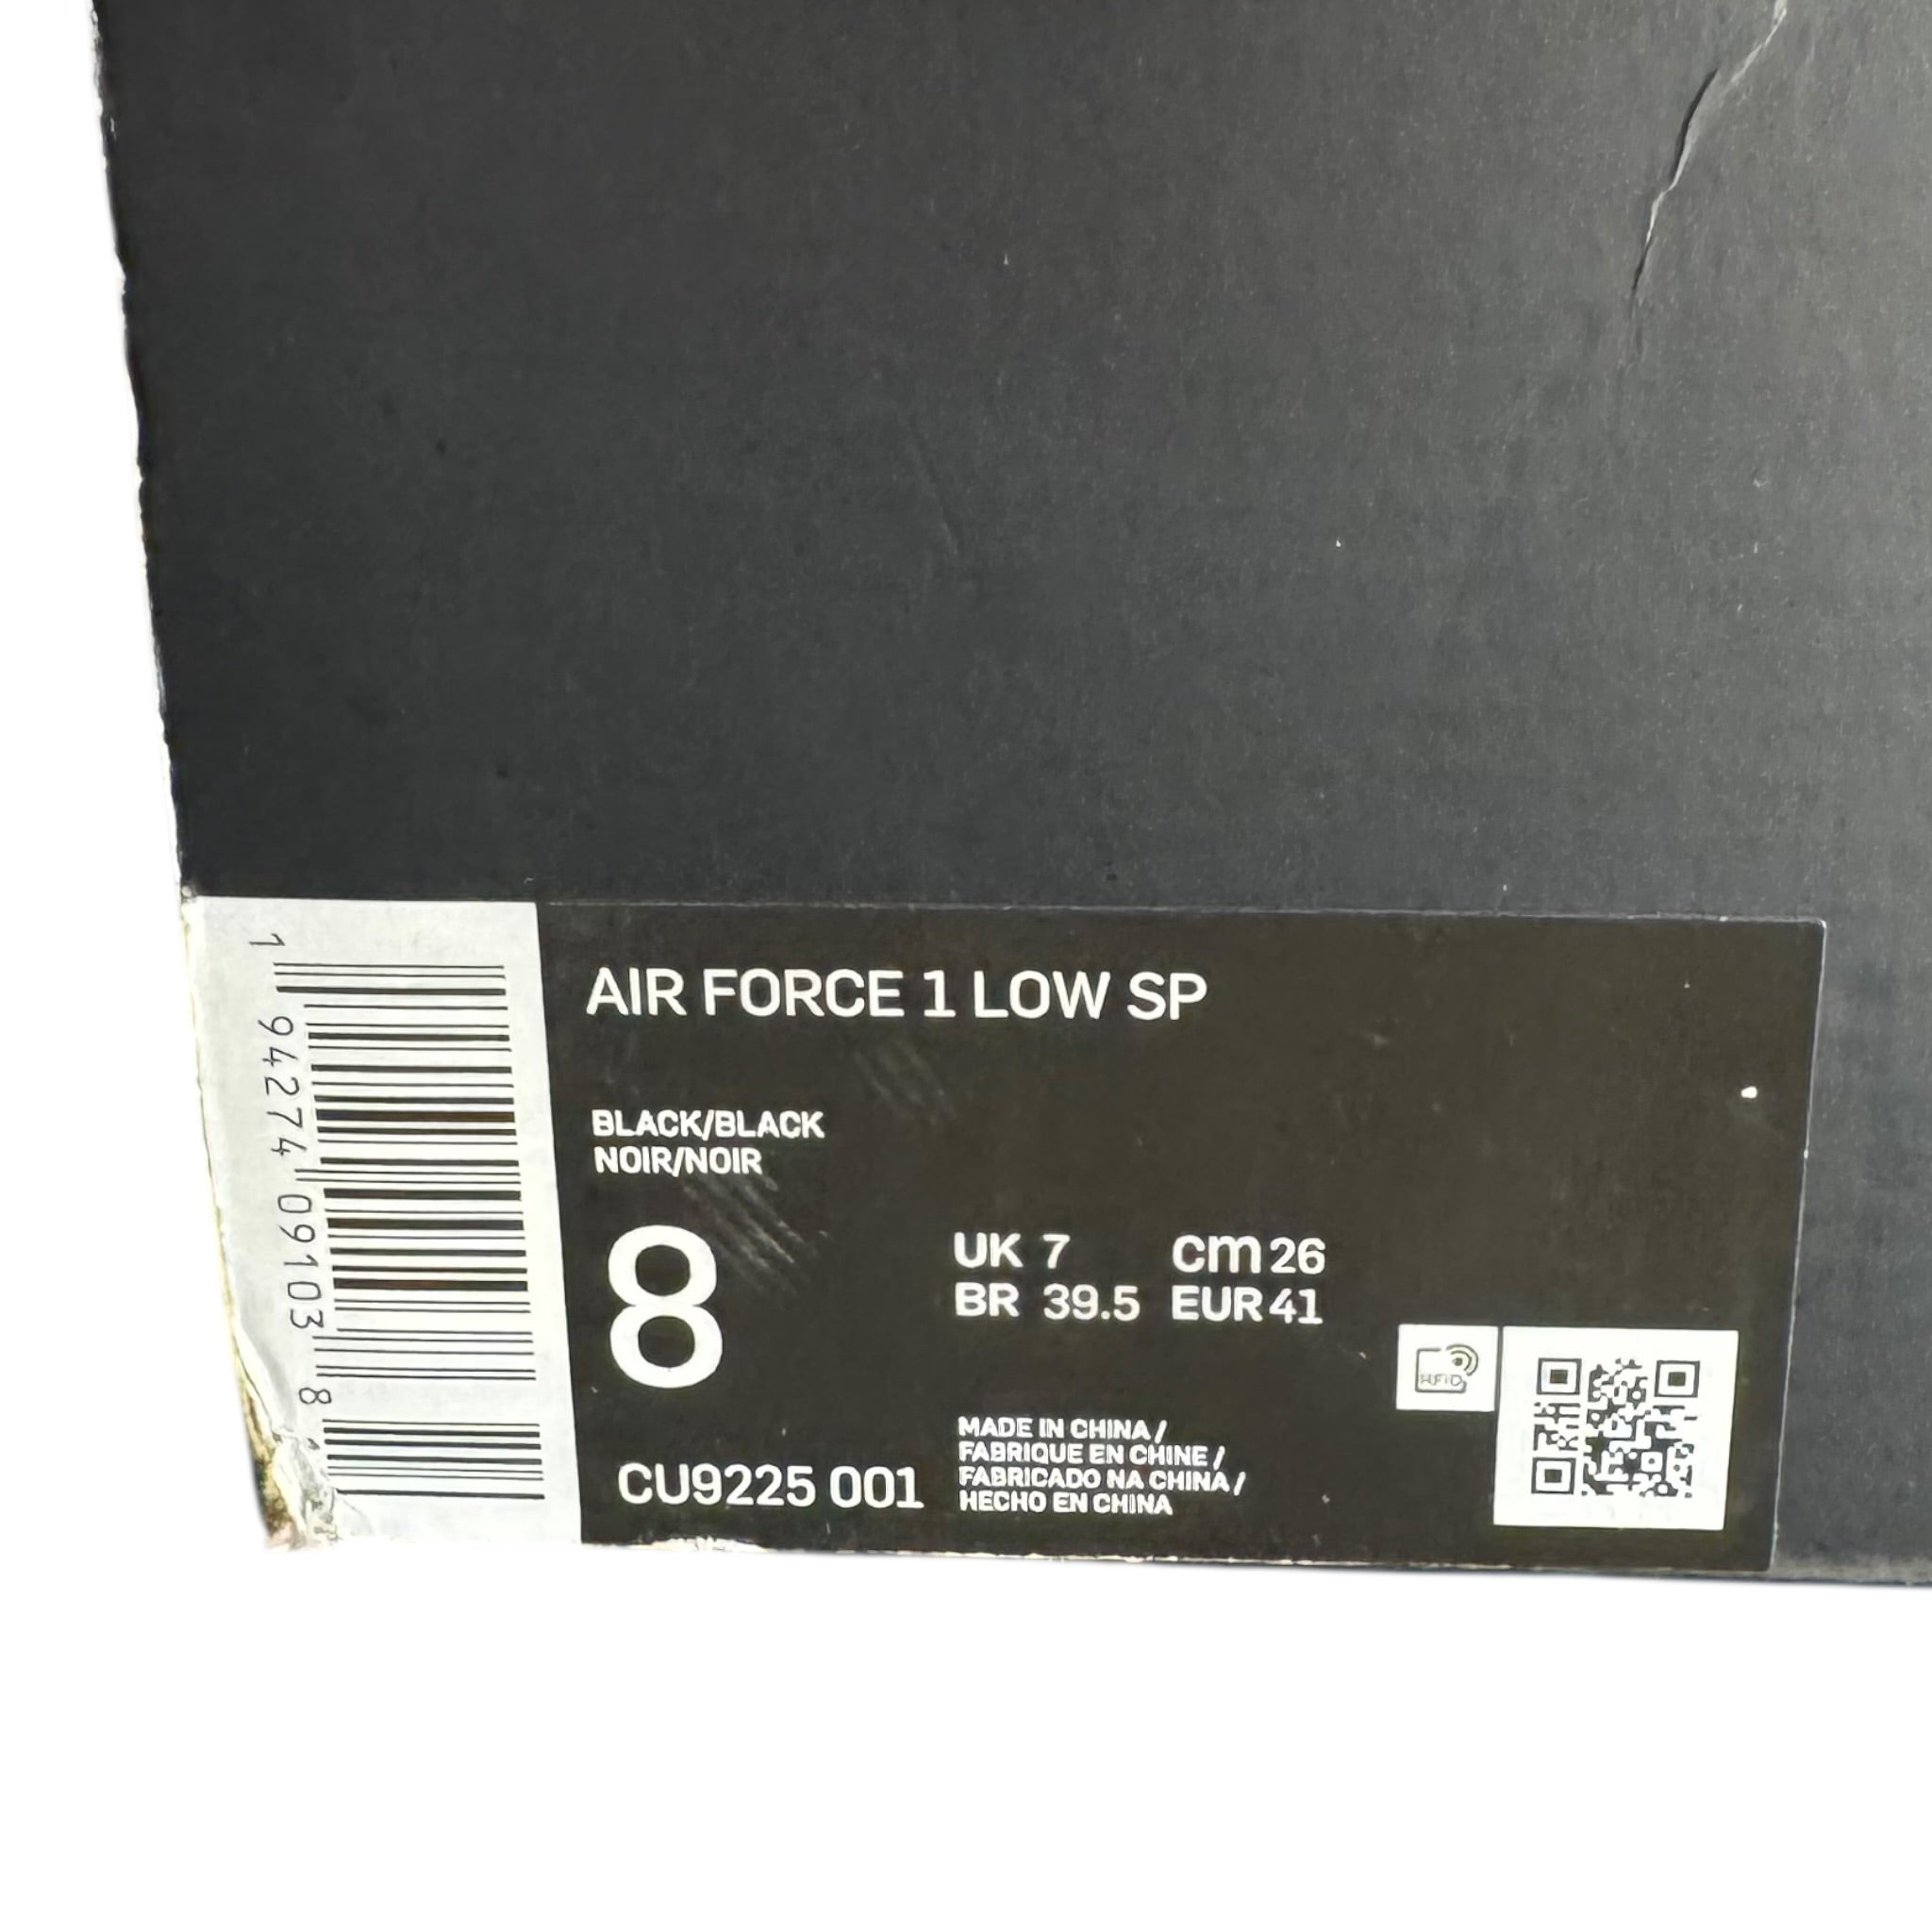 AIR FORCE 1 LOW SP
BLACK/BLACK
NOIR/NOIR
8
UK 7 cm 26
BR 39.5 EUR 41
CU9225 001
MADE IN CHINA /
FABRIQUE EN CHINE /
FABRICADO NA CHINA /
HECHO EN CHINA
RFID
1 94274 09103 8